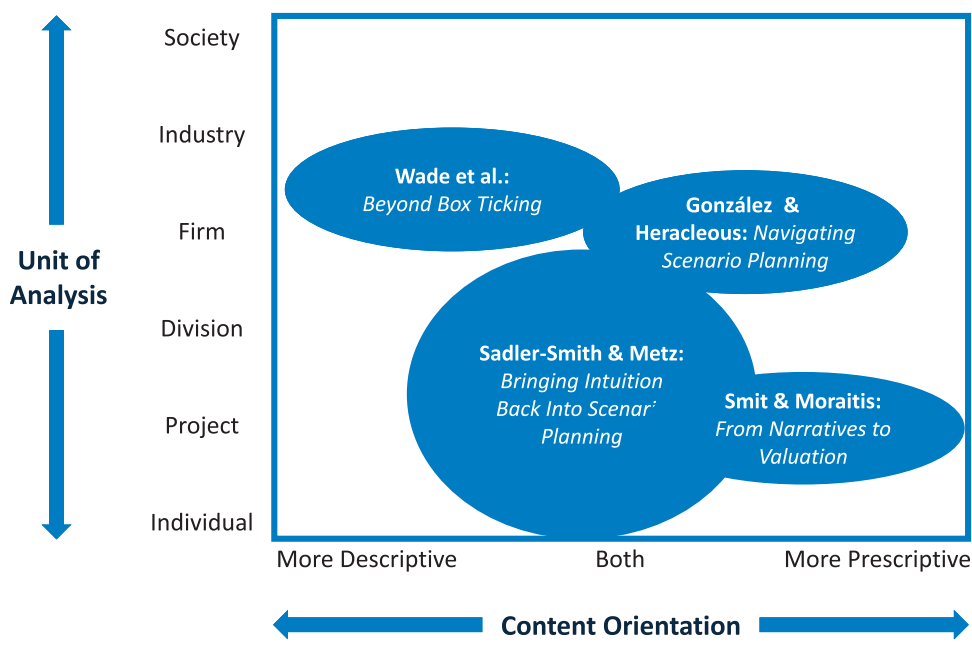 Society
Industry
Firm
Unit of
Analysis
Division
Project
Individual
Wade et al.:
Beyond Box Ticking
González &
Heracleous: Navigating
Scenario Planning
Sadler-Smith & Metz:
Bringing Intuition
Back Into
Planning
Smit & Moraitis:
From Narratives to
Valuation
More Descriptive
Both
More Prescriptive
Content Orientation